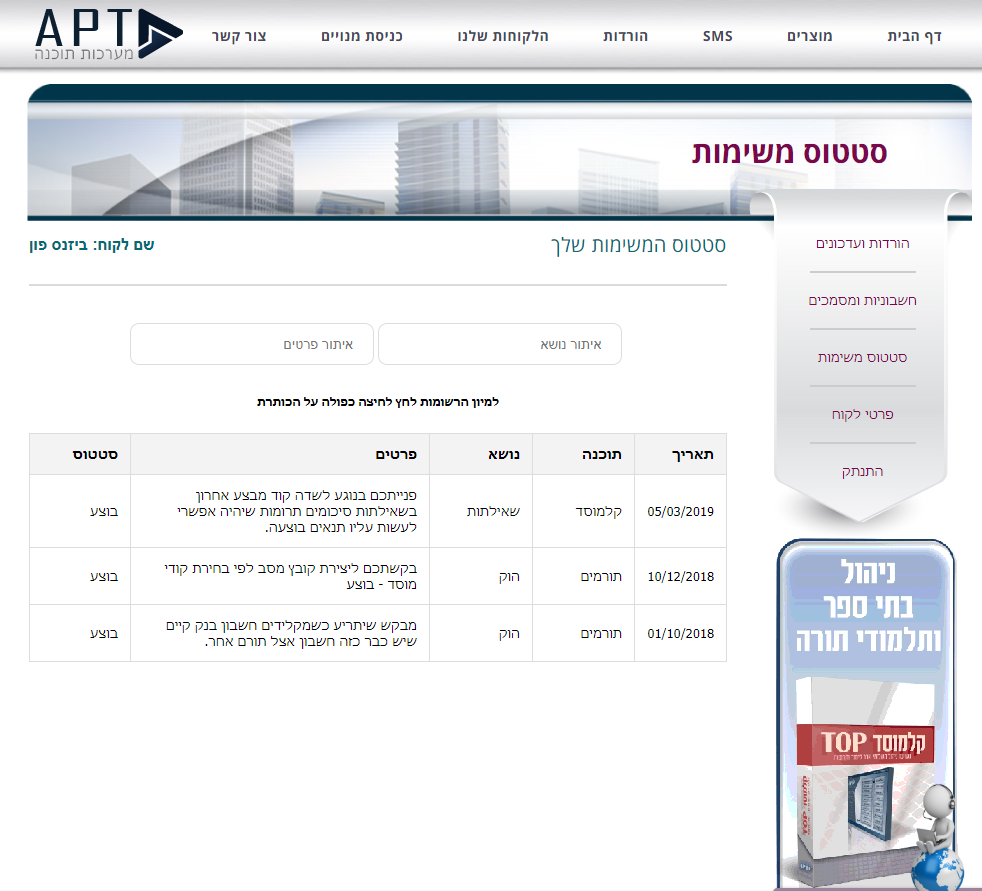 APT
מערכות תוכנה
דף הבית
מוצרים
SMS
הורדות
הלקוחות שלנו
כניסת מנויים
צור קשר
סטטוס משימות
הורדות ועדכונים
חשבוניות ומסמכים
סטטוס משימות
פרטי לקוח
התנתק
סטטוס המשימות שלך
שם לקוח: ביזנס פון
איתור נושא
איתור פרטים
למיון הרשומות לחץ לחיצה כפולה על הכותרת
תאריך תוכנה נושא פרטים סטטוס
05/03/2019 קלמוסד שאילתות
פנייתכם בנוגע לשדה קוד מבצע אחרון
בשאילתות סיכומים תרומות שיהיה אפשרי
לעשות עליו תנאים בוצעה.
בוצע
10/12/2018 תורמים הוק
בקשתכם ליצירת קובץ מסב לפי בחירת קודי
מוסד - בוצע
בוצע
01/10/2018 תורמים הוק
מבקש שיתריע כשמקלידים חשבון בנק קיים
שיש כבר כזה חשבון אצל תורם אחר.
בוצע
ניהול
בתי ספר
ותלמודי תורה
קלמוסד TOP
קלמוסד TOP